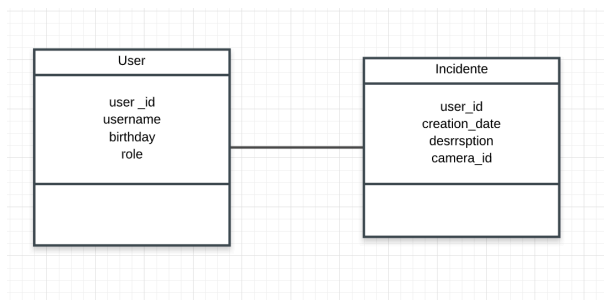 User
user _id
username
birthday
role
Incidente
user_id
creation_date
desrrsption
camera_id